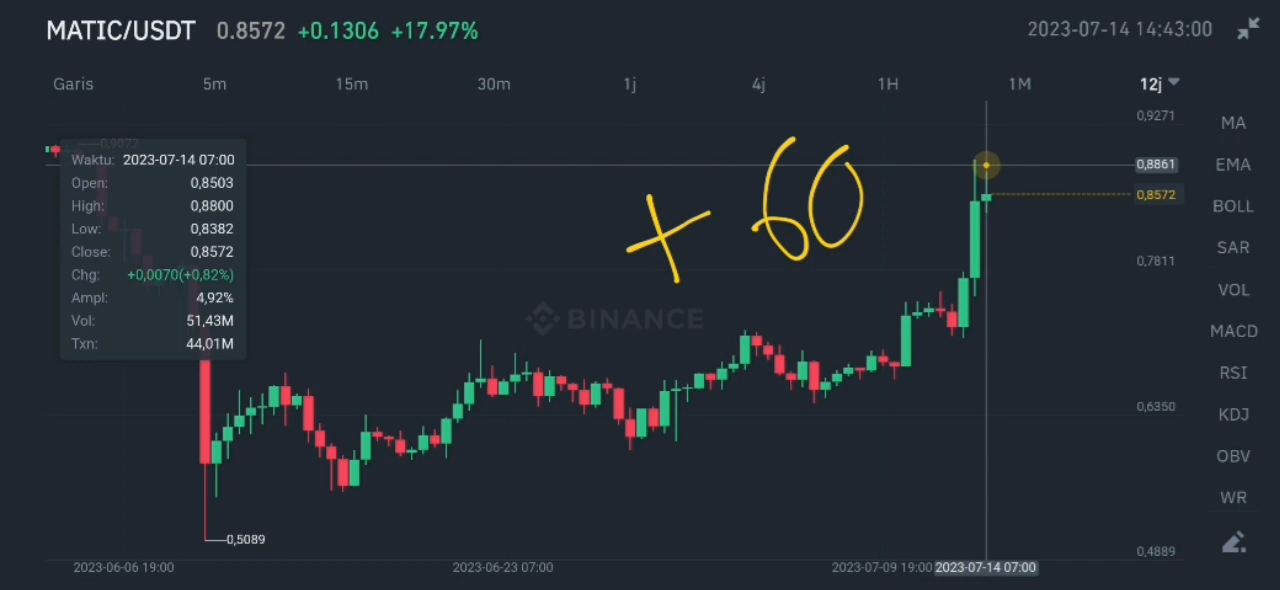 MATIC/USDT 0.8572 +0.1306 +17.97% 2023-07-14 14:43:00
Garis 5m 15m 30m 1j 4j 1H 1M 12j
0,9072
Waktu: 2023-07-14 07:00
Open: 0,8503
High: 0,8800
Low: 0,8382
Close: 0,8572
Chg: +0,0070(+0,82%)
Ampl: 4,92%
Vol: 51,43M
Txn: 44,01M
+ 60
BINANCE
0,5089
0,9271
0,8861
0,8572
0,7811
0,6350
0,4889
MA
EMA
BOLL
SAR
VOL
MACD
RSI
KDJ
OBV
WR
2023-06-06 19:00 2023-06-23 07:00 2023-07-09 19:00 2023-07-14 07:00